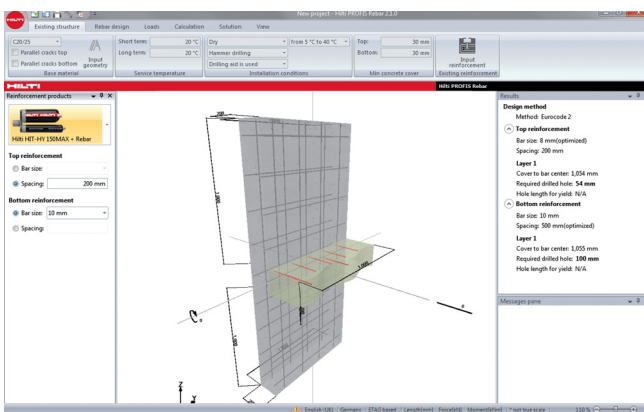 New project - Hilti PROFIS Rebar 2.1.0
HILTI
Existing structure
Rebar design
Loads
Calculation
Solution
View
C20/25
Parallel cracks top
Parallel cracks bottom
Input geometry
Base material
Short term: 20 °C
Long term: 20 °C
Service temperature
Dry
from 5 °C to 40 °C
Hammer drilling
Drilling aid is used
Installation conditions
Top: 30 mm
Bottom: 30 mm
Min concrete cover
Input reinforcement
Existing reinforcement
HILTI
Hilti PROFIS Rebar
Reinforcement products
Hilti HIT-HY 150MAX + Rebar
Top reinforcement
Bar size:
Spacing: 200 mm
Bottom reinforcement
Bar size: 10 mm
Spacing:
1,000
1,000
Z
Y
Results
Design method
Method: Eurocode 2
Top reinforcement
Bar size: 8 mm(optimized)
Spacing: 200 mm
Layer 1
Cover to bar center: 1,054 mm
Required drilled hole: 54 mm
Hole length for yield: N/A
Bottom reinforcement
Bar size: 10 mm
Spacing: 500 mm(optimized)
Layer 1
Cover to bar center: 1,055 mm
Required drilled hole: 100 mm
Hole length for yield: N/A
Messages pane
English (UK)
Germany
STAG based
Length[mm]
Force[kN]
Moment[kNm]
* not true scale
110 %